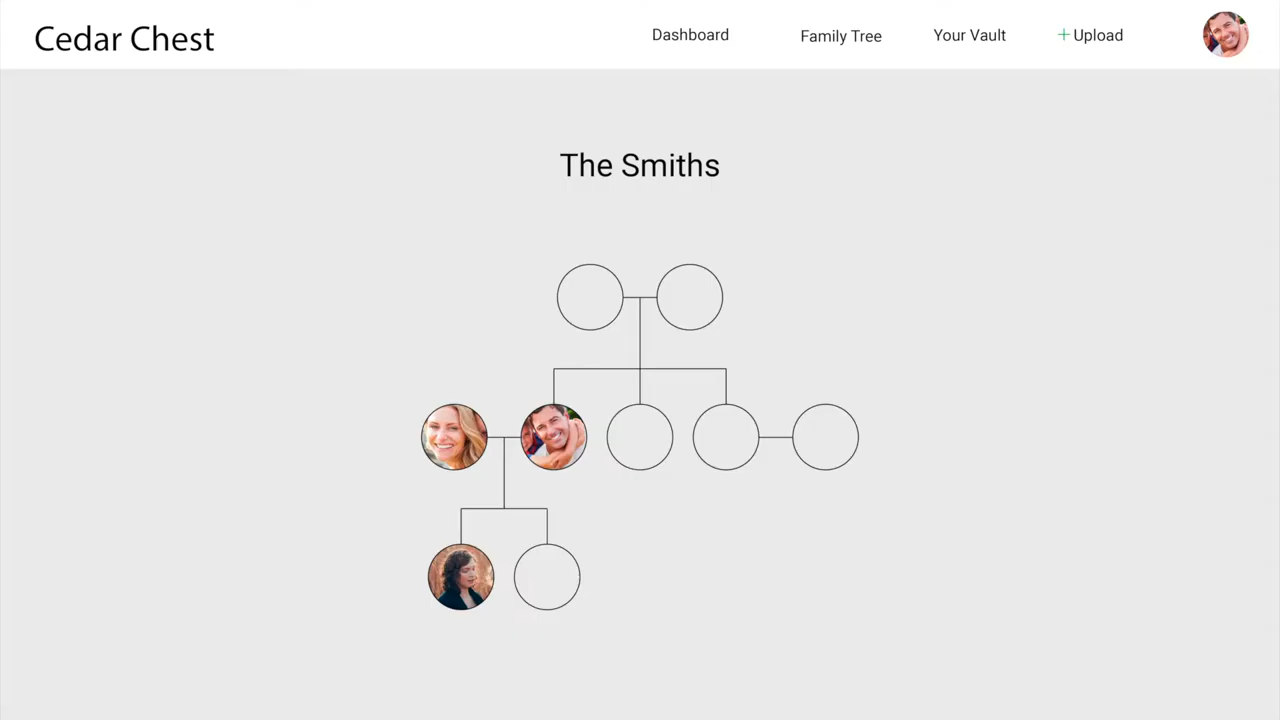 Cedar Chest
Dashboard
Family Tree
Your Vault
+Upload
The Smiths